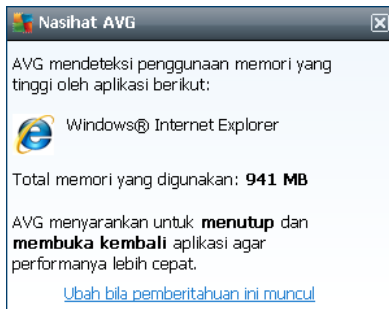 Nasihat AVG
AVG mendeteksi penggunaan memori yang
tinggi oleh aplikasi berikut:
Windows® Internet Explorer
Total memori yang digunakan: 941 MB
AVG menyarankan untuk menutup dan
membuka kembali aplikasi agar
performanya lebih cepat.
Ubah bila pemberitahuan ini muncul